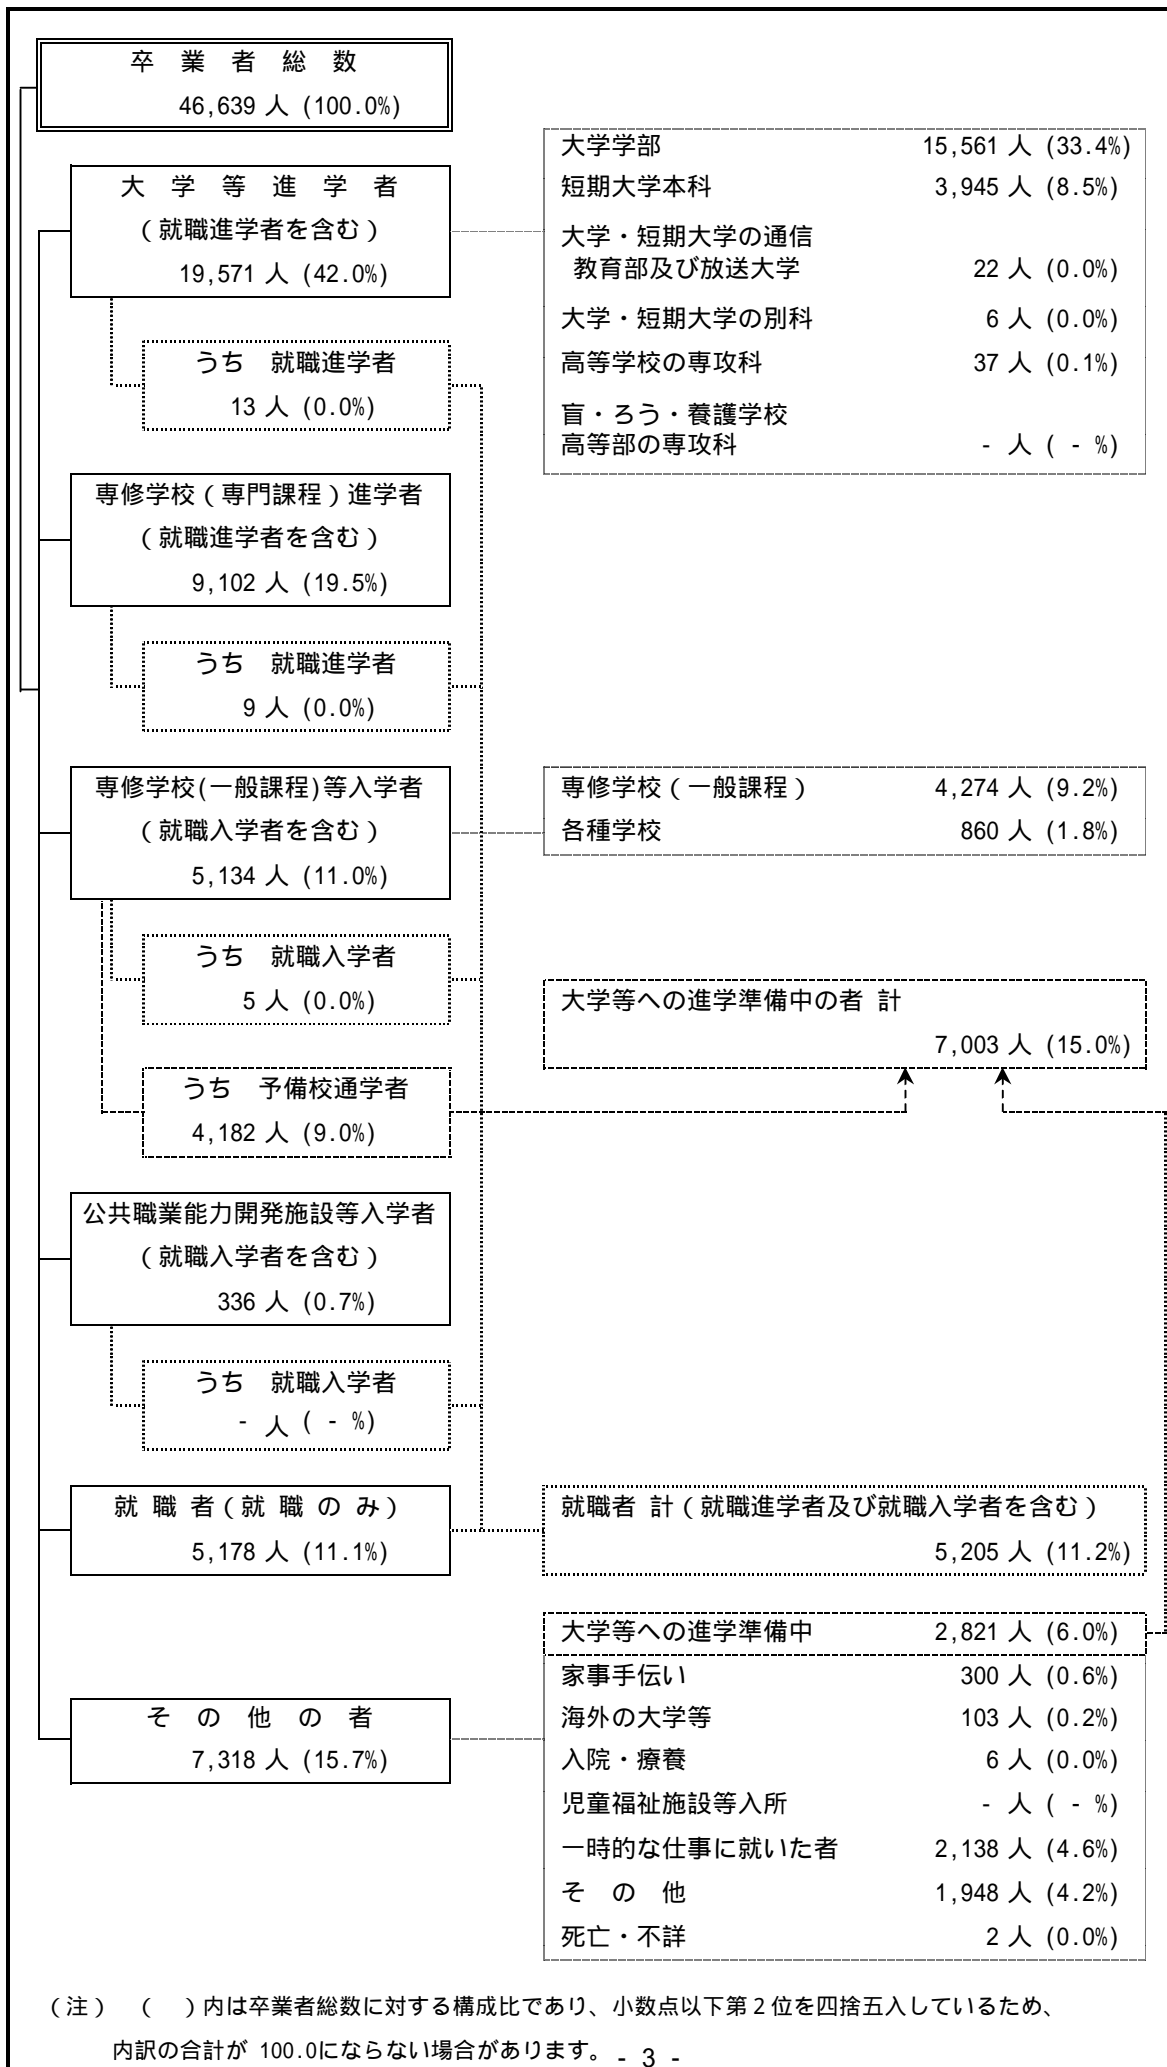 卒　業　者　総　数
46,639 人 (100.0%)
大　学　等　進　学　者
（就職進学者を含む）
19,571 人 (42.0%)
大学学部 15,561 人 (33.4%)
短期大学本科 3,945 人 (8.5%)
大学・短期大学の通信
教育部及び放送大学 22 人 (0.0%)
大学・短期大学の別科 6 人 (0.0%)
高等学校の専攻科 37 人 (0.1%)
盲・ろう・養護学校
高等部の専攻科 - 人 ( - %)
うち　就職進学者
13 人 (0.0%)
専修学校（専門課程）進学者
（就職進学者を含む）
9,102 人 (19.5%)
うち　就職進学者
9 人 (0.0%)
専修学校(一般課程)等入学者
（就職入学者を含む）
5,134 人 (11.0%)
専修学校（一般課程） 4,274 人 (9.2%)
各種学校 860 人 (1.8%)
うち　就職入学者
5 人 (0.0%)
大学等への進学準備中の者 計
7,003 人 (15.0%)
うち　予備校通学者
4,182 人 (9.0%)
公共職業能力開発施設等入学者
（就職入学者を含む）
336 人 (0.7%)
うち　就職入学者
- 人 ( - %)
就 職 者(就 職 の み)
5,178 人 (11.1%)
就職者 計（就職進学者及び就職入学者を含む）
5,205 人 (11.2%)
そ　の　他　の　者
7,318 人 (15.7%)
大学等への進学準備中 2,821 人 (6.0%)
家事手伝い 300 人 (0.6%)
海外の大学等 103 人 (0.2%)
入院・療養 6 人 (0.0%)
児童福祉施設等入所 - 人 ( - %)
一時的な仕事に就いた者 2,138 人 (4.6%)
そ　の　他 1,948 人 (4.2%)
死亡・不詳 2 人 (0.0%)
（注）　（　）内は卒業者総数に対する構成比であり、小数点以下第２位を四捨五入しているため、
内訳の合計が 100.0にならない場合があります。
- 3 -